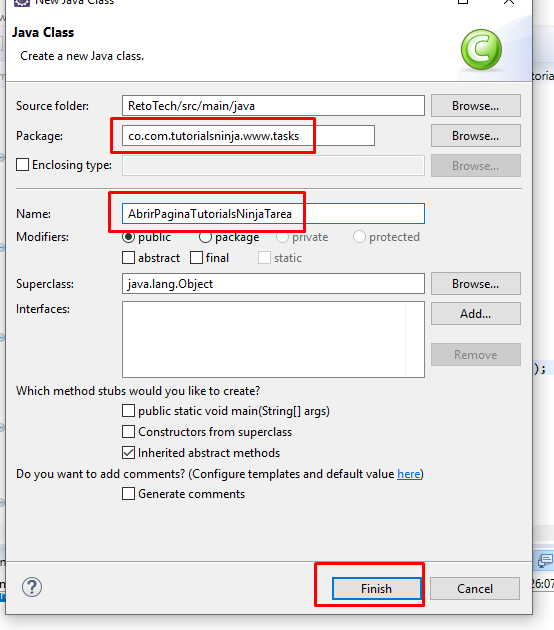 New Java Class
Java Class
Create a new Java class.
Source folder: RetoTech/src/main/java Browse...
Package: co.com.tutorialsninja.www.tasks Browse...
Enclosing type: Browse...
Name: AbrirPaginaTutorialsNinjaTarea
Modifiers: public package private protected
abstract final static
Superclass: java.lang.Object Browse...
Interfaces: Add...
Remove
);
Which method stubs would you like to create?
public static void main(String[] args)
Constructors from superclass
Inherited abstract methods
Do you want to add comments? (Configure templates and default value here)
Generate comments
? Finish Cancel
26:07